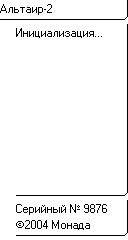 Альтаир-2
Инициализация...
Серийный № 9876
©2004 Монада